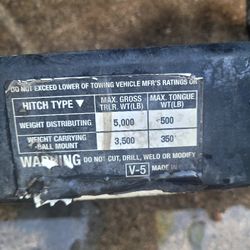 DO NOT EXCEED LOWER OF TOWING VEHICLE MFR'S RATINGS OR
HITCH TYPE ▼ MAX. GROSS TRLR. WT(LB) MAX. TONGUE WT(LB)
WEIGHT DISTRIBUTING 5,000 500
WEIGHT CARRYING BALL MOUNT 3,500 350
WARNING DO NOT CUT, DRILL, WELD OR MODIFY
V-5 MADE IN